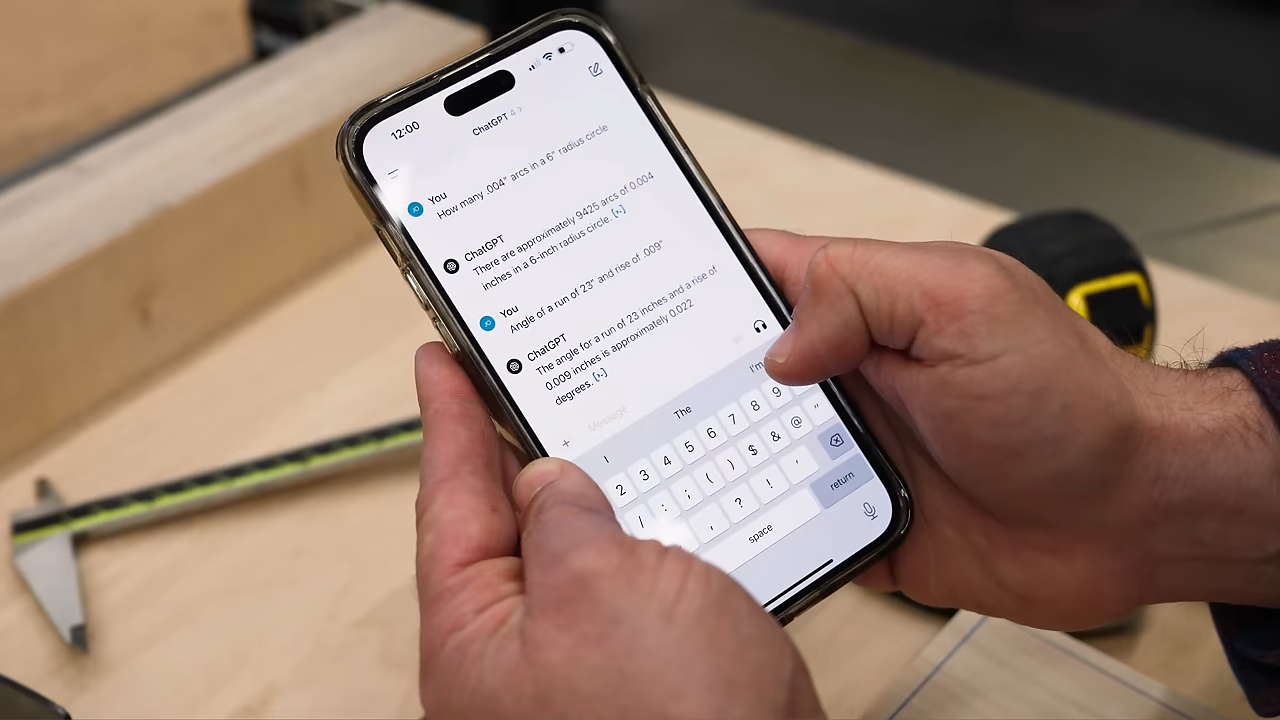 12:00
ChatGPT 4 >
You
How many .004" arcs in a 6" radius circle
ChatGPT
There are approximately 9425 arcs of 0.004
inches in a 6-inch radius circle. [>-]
You
Angle of a run of 23" and rise of .009"
ChatGPT
The angle for a run of 23 inches and a rise of
0.009 inches is approximately 0.022
degrees. [>-]
+ Message
I The I'm
2 3 4 5 6 7 8 9
/ : ; ( ) $ & @ "
, ? ! '
space return